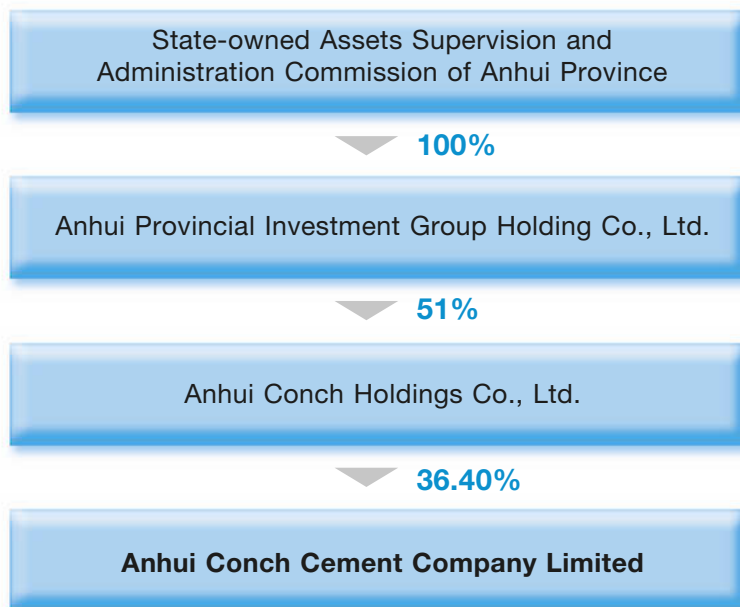 State-owned Assets Supervision and
Administration Commission of Anhui Province
100%
Anhui Provincial Investment Group Holding Co., Ltd.
51%
Anhui Conch Holdings Co., Ltd.
36.40%
Anhui Conch Cement Company Limited